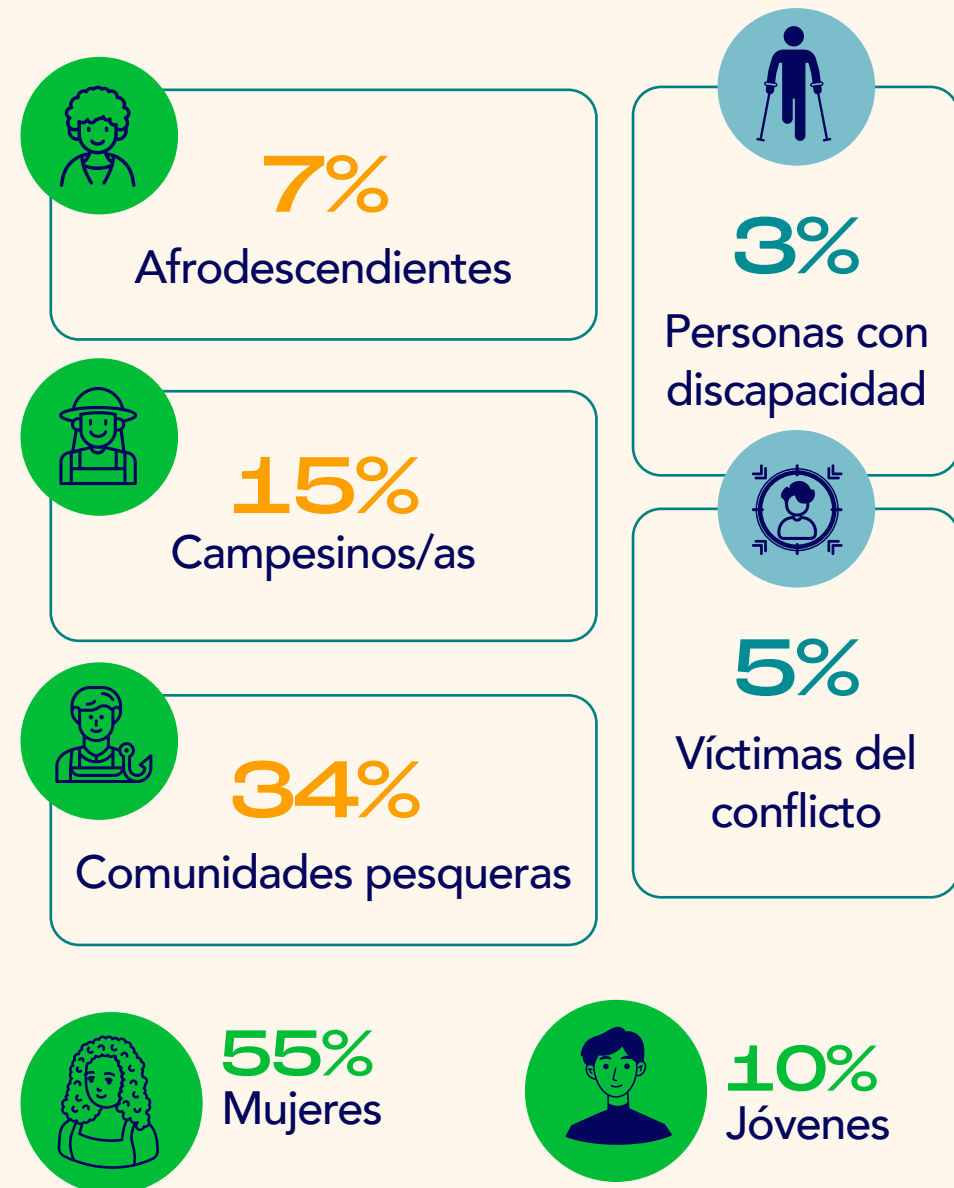 7%
Afrodescendientes
15%
Campesinos/as
34%
Comunidades pesqueras
3%
Personas con
discapacidad
5%
Víctimas del
conflicto
55%
Mujeres
10%
Jóvenes